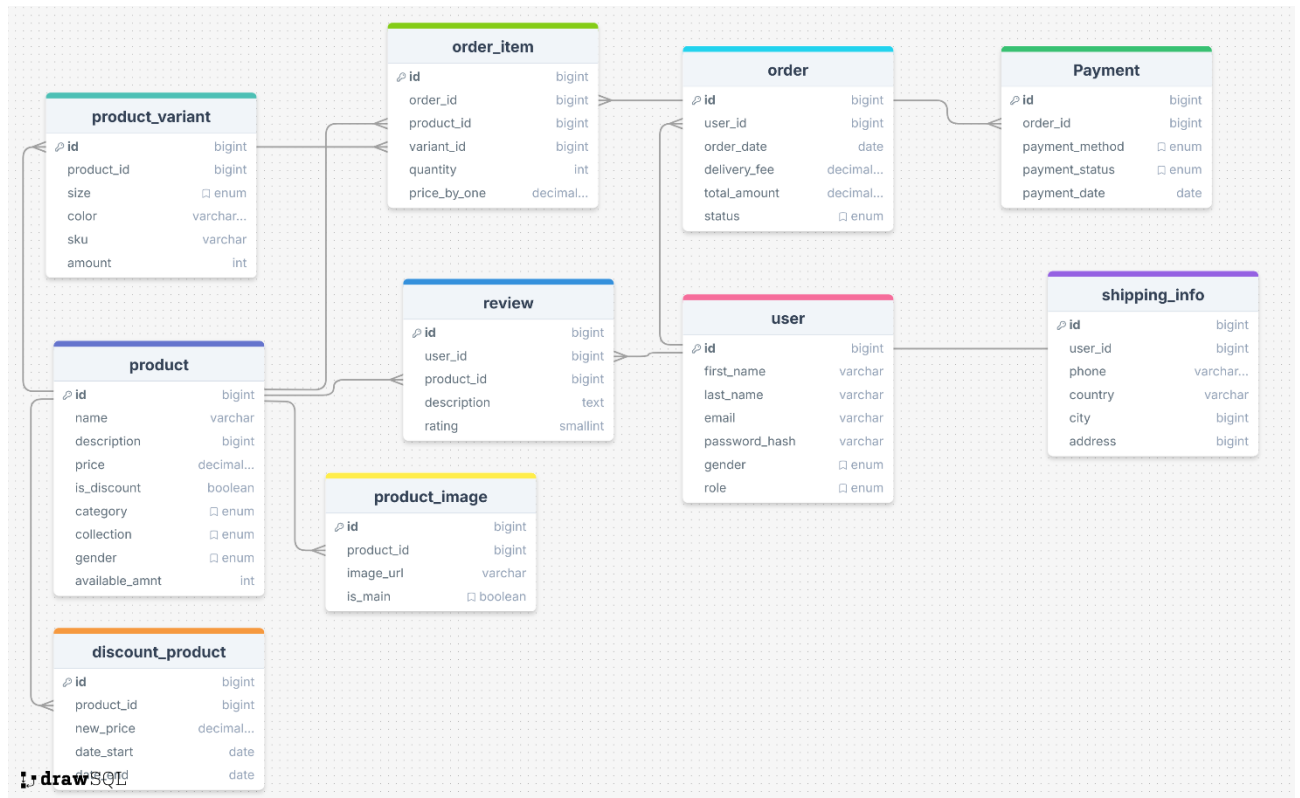 order_item
id bigint
order_id bigint
product_id bigint
variant_id bigint
quantity int
price_by_one decimal...
order
id bigint
user_id bigint
order_date date
delivery_fee decimal...
total_amount decimal...
status enum
Payment
id bigint
order_id bigint
payment_method enum
payment_status enum
payment_date date
product_variant
id bigint
product_id bigint
size enum
color varchar...
sku varchar
amount int
review
id bigint
user_id bigint
product_id bigint
description text
rating smallint
user
id bigint
first_name varchar
last_name varchar
email varchar
password_hash varchar
gender enum
role enum
shipping_info
id bigint
user_id bigint
phone varchar...
country varchar
city bigint
address bigint
product
id bigint
name varchar
description bigint
price decimal...
is_discount boolean
category enum
collection enum
gender enum
available_amnt int
product_image
id bigint
product_id bigint
image_url varchar
is_main boolean
discount_product
id bigint
product_id bigint
new_price decimal...
date_start date
date_end date
drawSQL